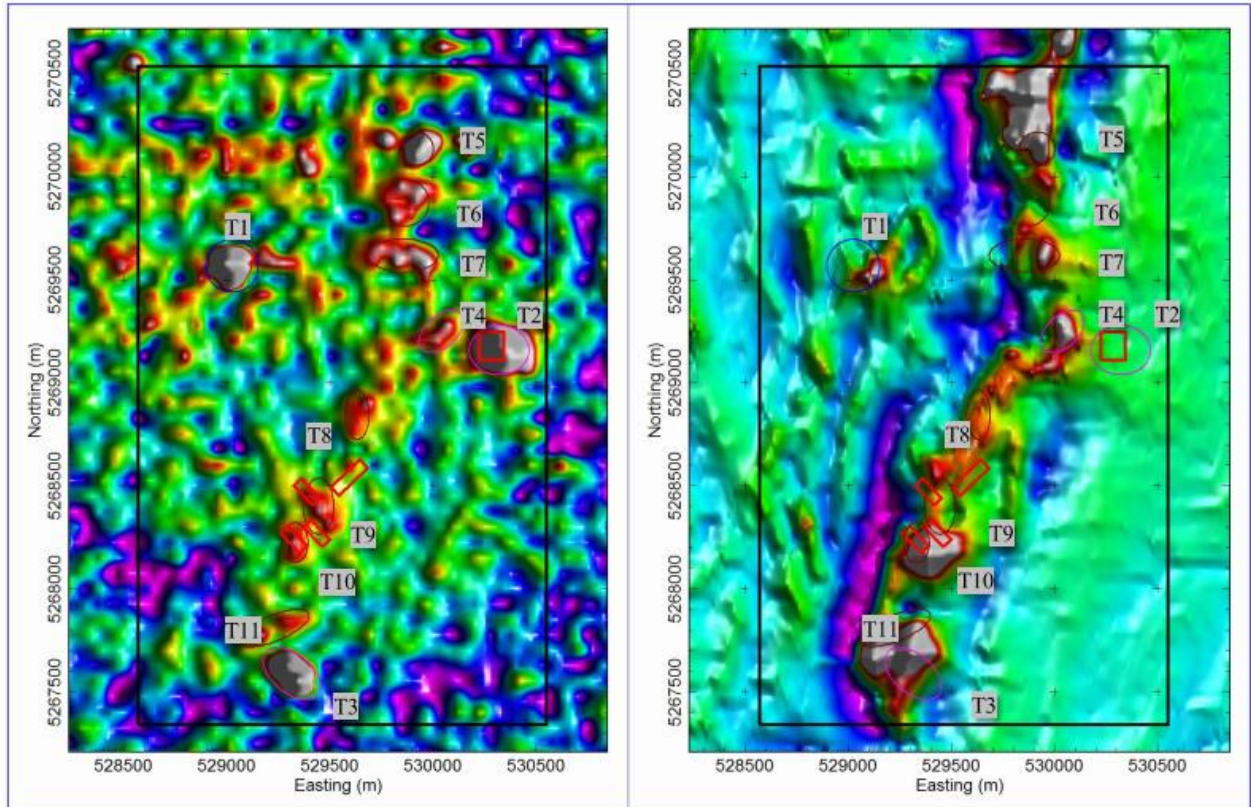 5270500
5270000
5269500
5269000
5268500
5268000
5267500
Northing (m)
T5
T6
T1
T7
T4
T2
T8
T9
T10
T11
T3
528500
529000
529500
530000
530500
Easting (m)
5270500
5270000
5269500
5269000
5268500
5268000
5267500
Northing (m)
T5
T6
T1
T7
T4
T2
T8
T9
T10
T11
T3
528500
529000
529500
530000
530500
Easting (m)